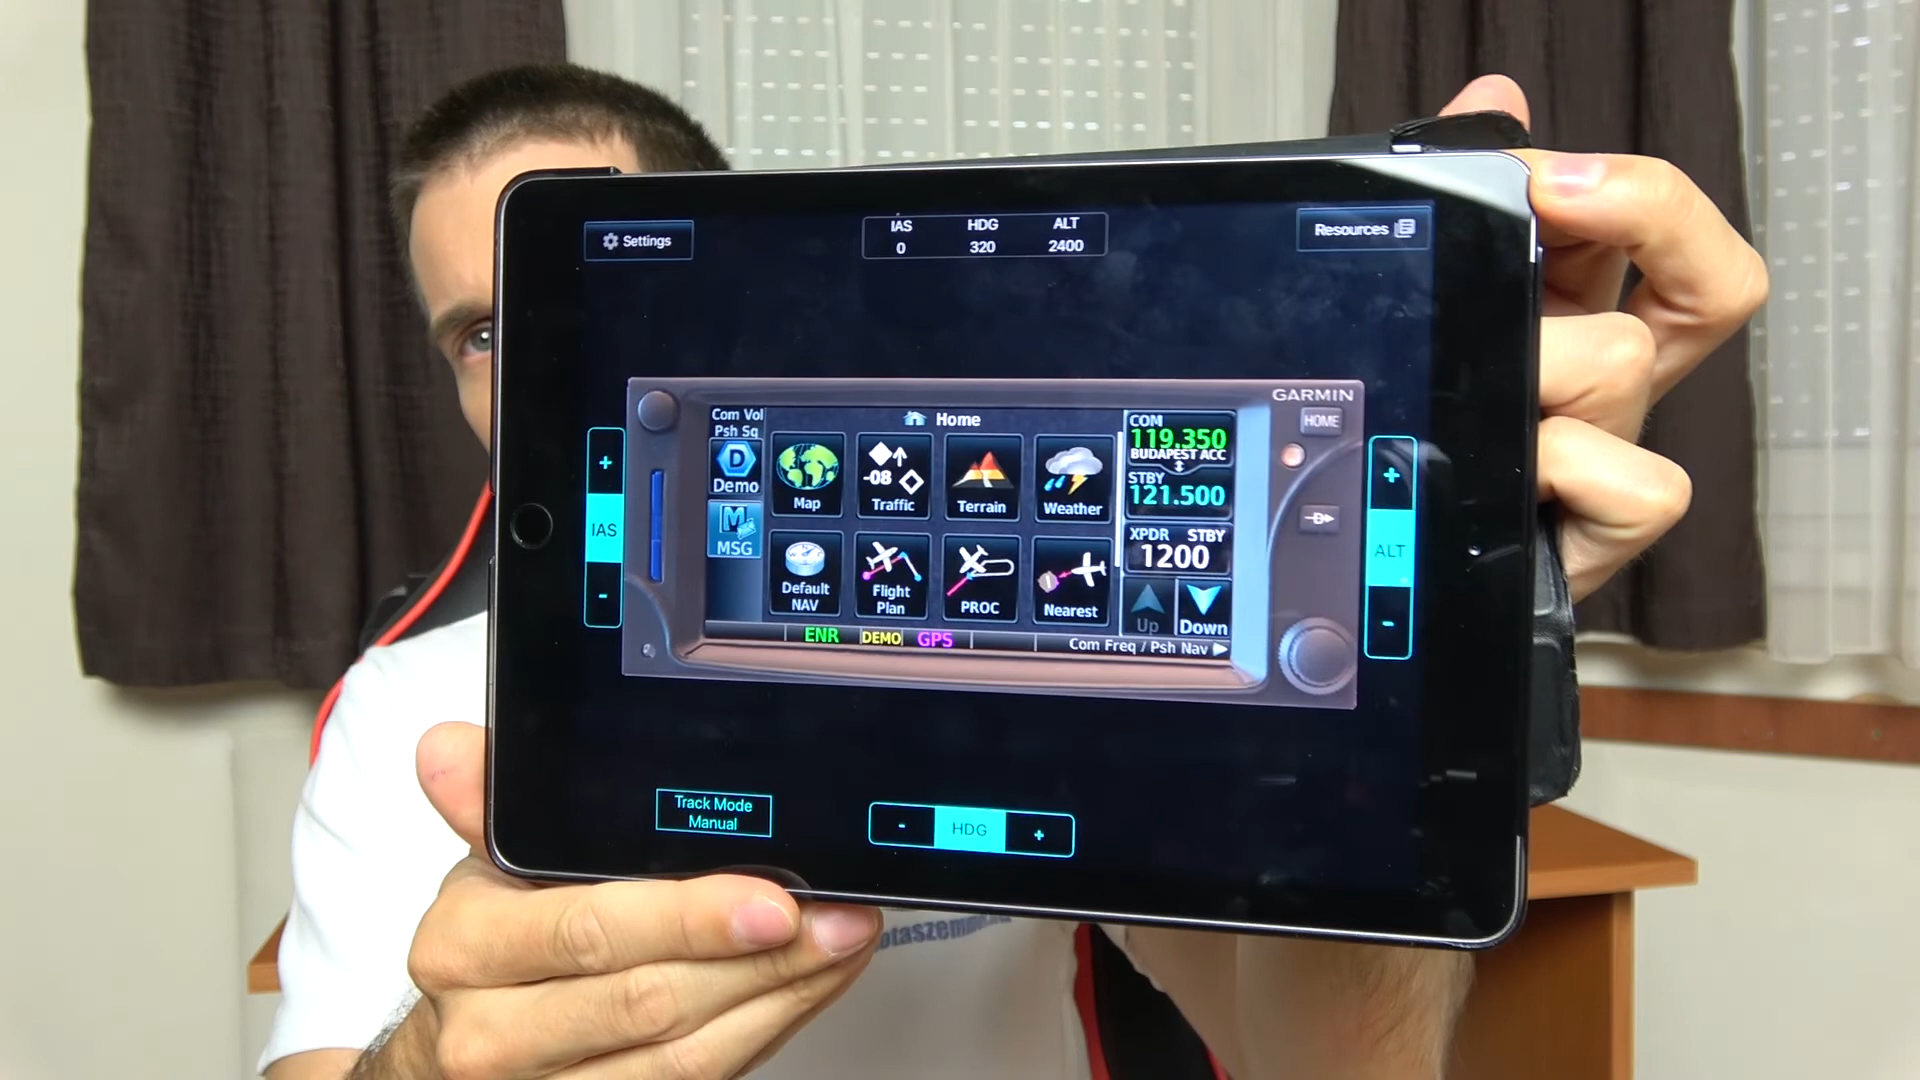 Settings
IAS HDG ALT
0 320 2400
Resources
GARMIN
HOME
Com Vol
Psh Sq
Home
COM
119.350
BUDAPEST ACC
STBY
121.500
Demo
Map
Traffic
-08
Terrain
Weather
MSG
XPDR STBY
1200
Default
NAV
Flight
Plan
PROC
Nearest
Up
Down
ENR DEMO GPS
Com Freq / Psh Nav
+
IAS
-
+
ALT
-
Track Mode
Manual
- HDG +